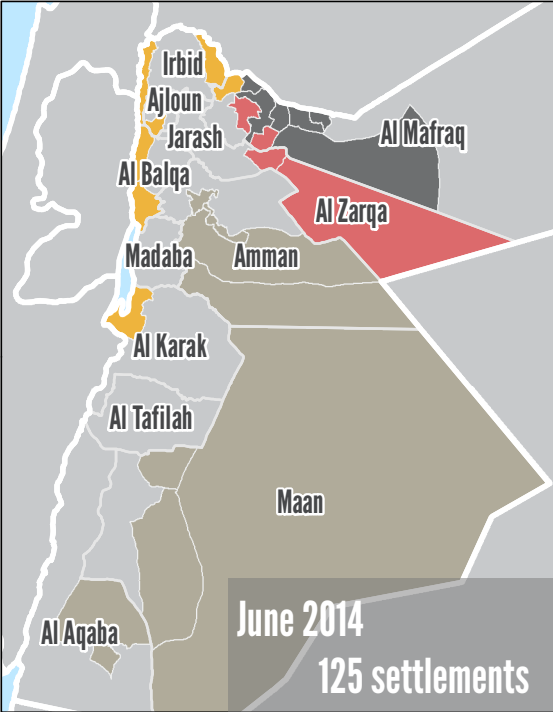 Irbid
Ajloun
Jarash
Al Mafraq
Al Balqa
Al Zarqa
Madaba
Amman
Al Karak
Al Tafilah
Maan
Al Aqaba
June 2014
125 settlements